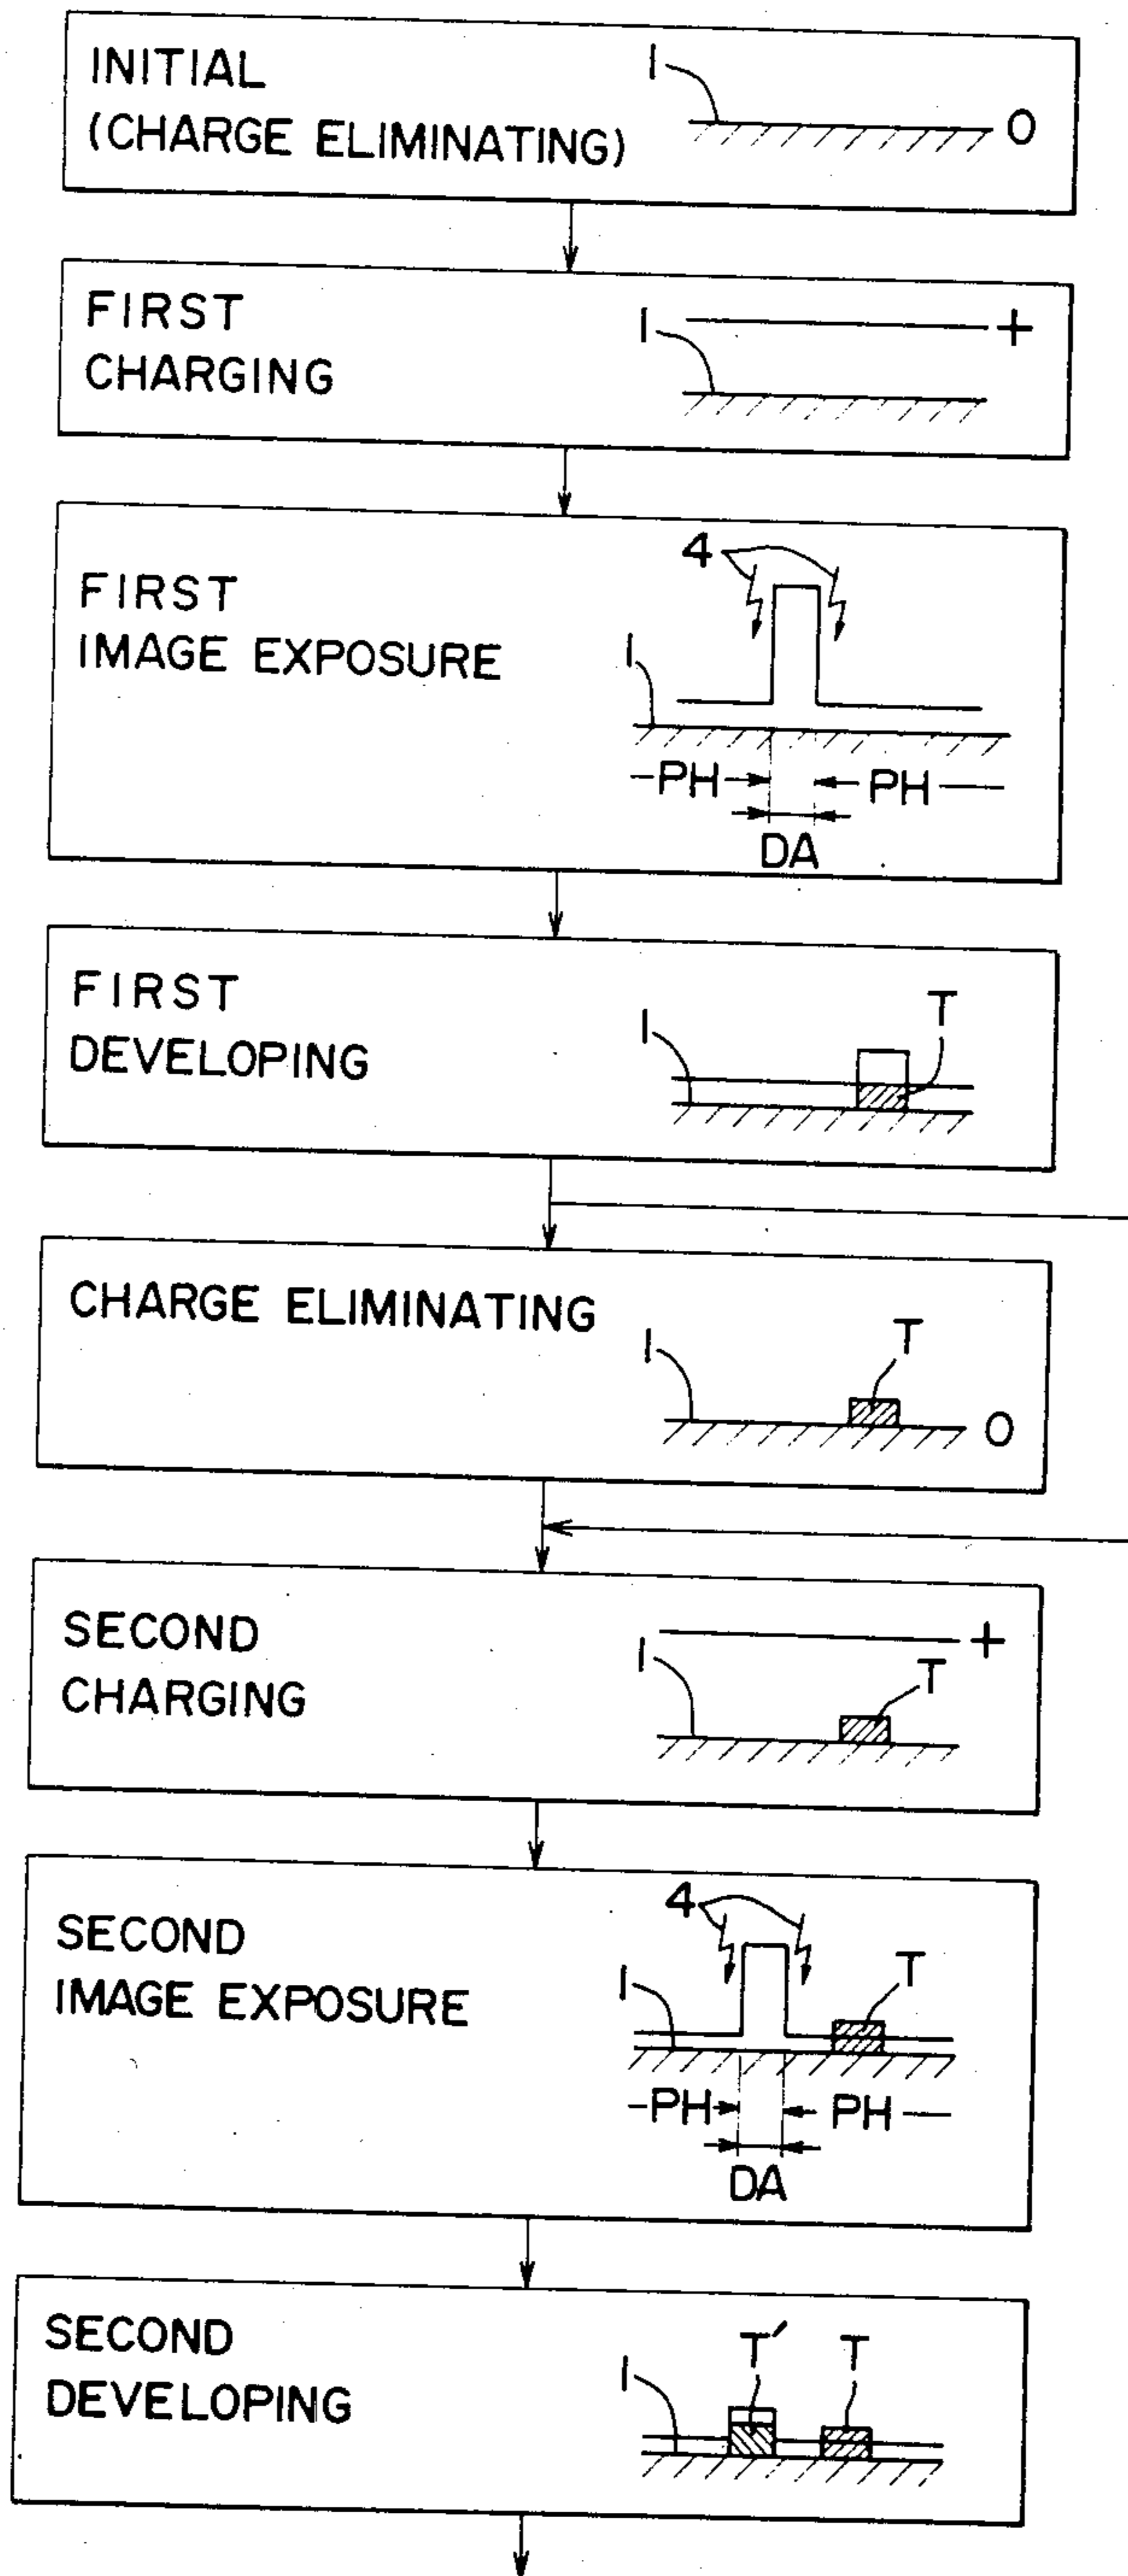 INITIAL
(CHARGE ELIMINATING)
1
0
FIRST
CHARGING
1
+
FIRST
IMAGE EXPOSURE
4
1
PH
PH
DA
FIRST
DEVELOPING
1
T
CHARGE ELIMINATING
1
T
0
SECOND
CHARGING
1
+
T
SECOND
IMAGE EXPOSURE
4
1
T
PH
PH
DA
SECOND
DEVELOPING
1
T′
T